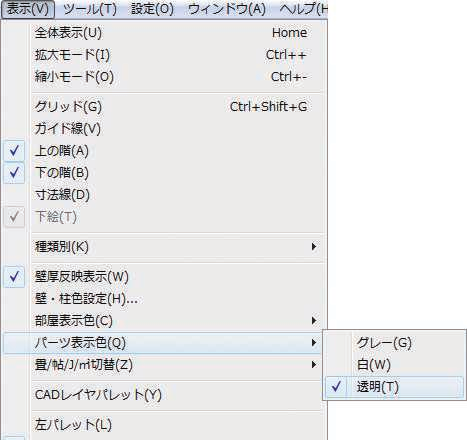 表示(V) ツール(T) 設定(O) ウィンドウ(A) ヘルプ(H
全体表示(U) Home
拡大モード(I) Ctrl++
縮小モード(O) Ctrl+-
グリッド(G) Ctrl+Shift+G
ガイド線(V)
上の階(A)
下の階(B)
寸法線(D)
下絵(T)
種類別(K)
壁厚反映表示(W)
壁・柱色設定(H)...
部屋表示色(C)
パーツ表示色(Q)
グレー(G)
白(W)
透明(T)
畳/帖/J/㎡切替(Z)
CADレイヤパレット(Y)
左パレット(L)